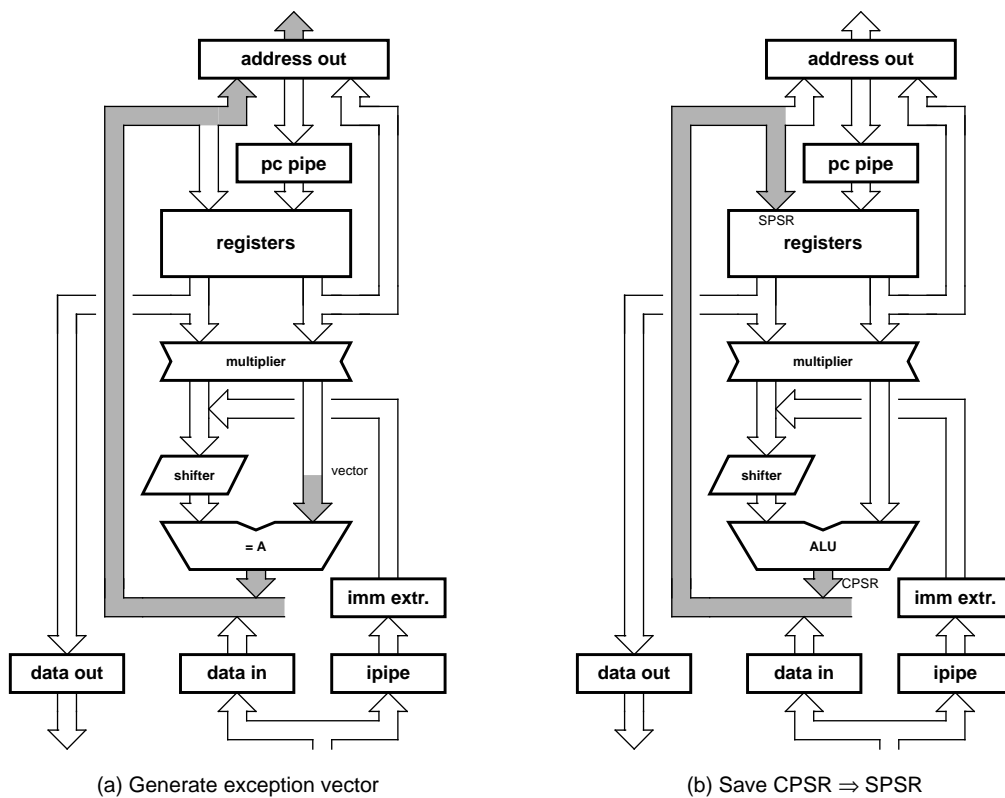 address out
pc pipe
registers
multiplier
shifter
vector
= A
imm extr.
data out
data in
ipipe
(a) Generate exception vector
address out
pc pipe
SPSR
registers
multiplier
shifter
ALU
CPSR
imm extr.
data out
data in
ipipe
(b) Save CPSR ⇒ SPSR